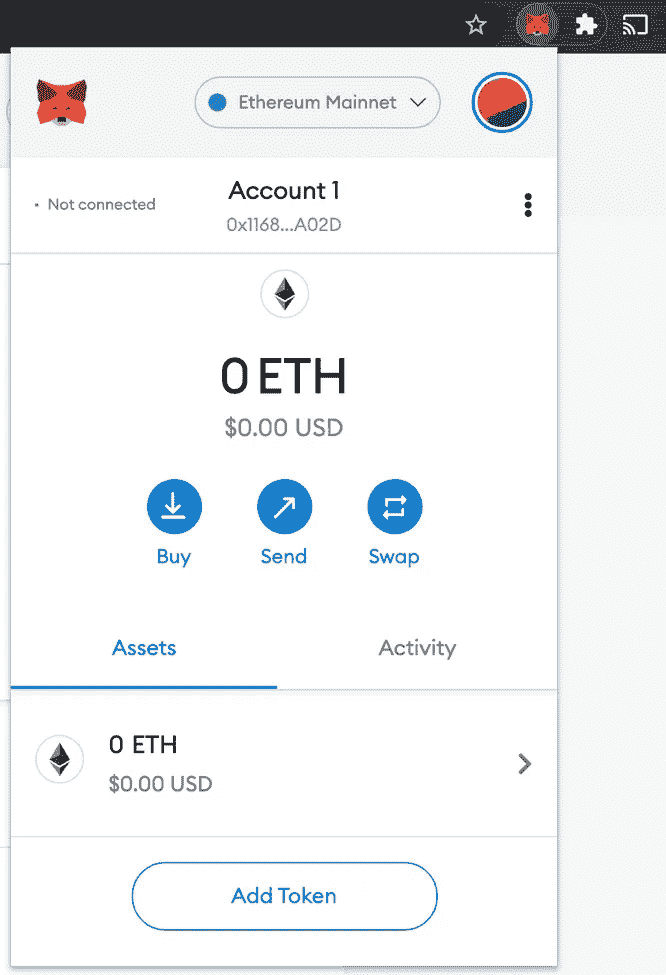 Ethereum Mainnet
Not connected
Account 1
0x1168...A02D
0 ETH
$0.00 USD
Buy
Send
Swap
Assets
Activity
0 ETH
$0.00 USD
Add Token